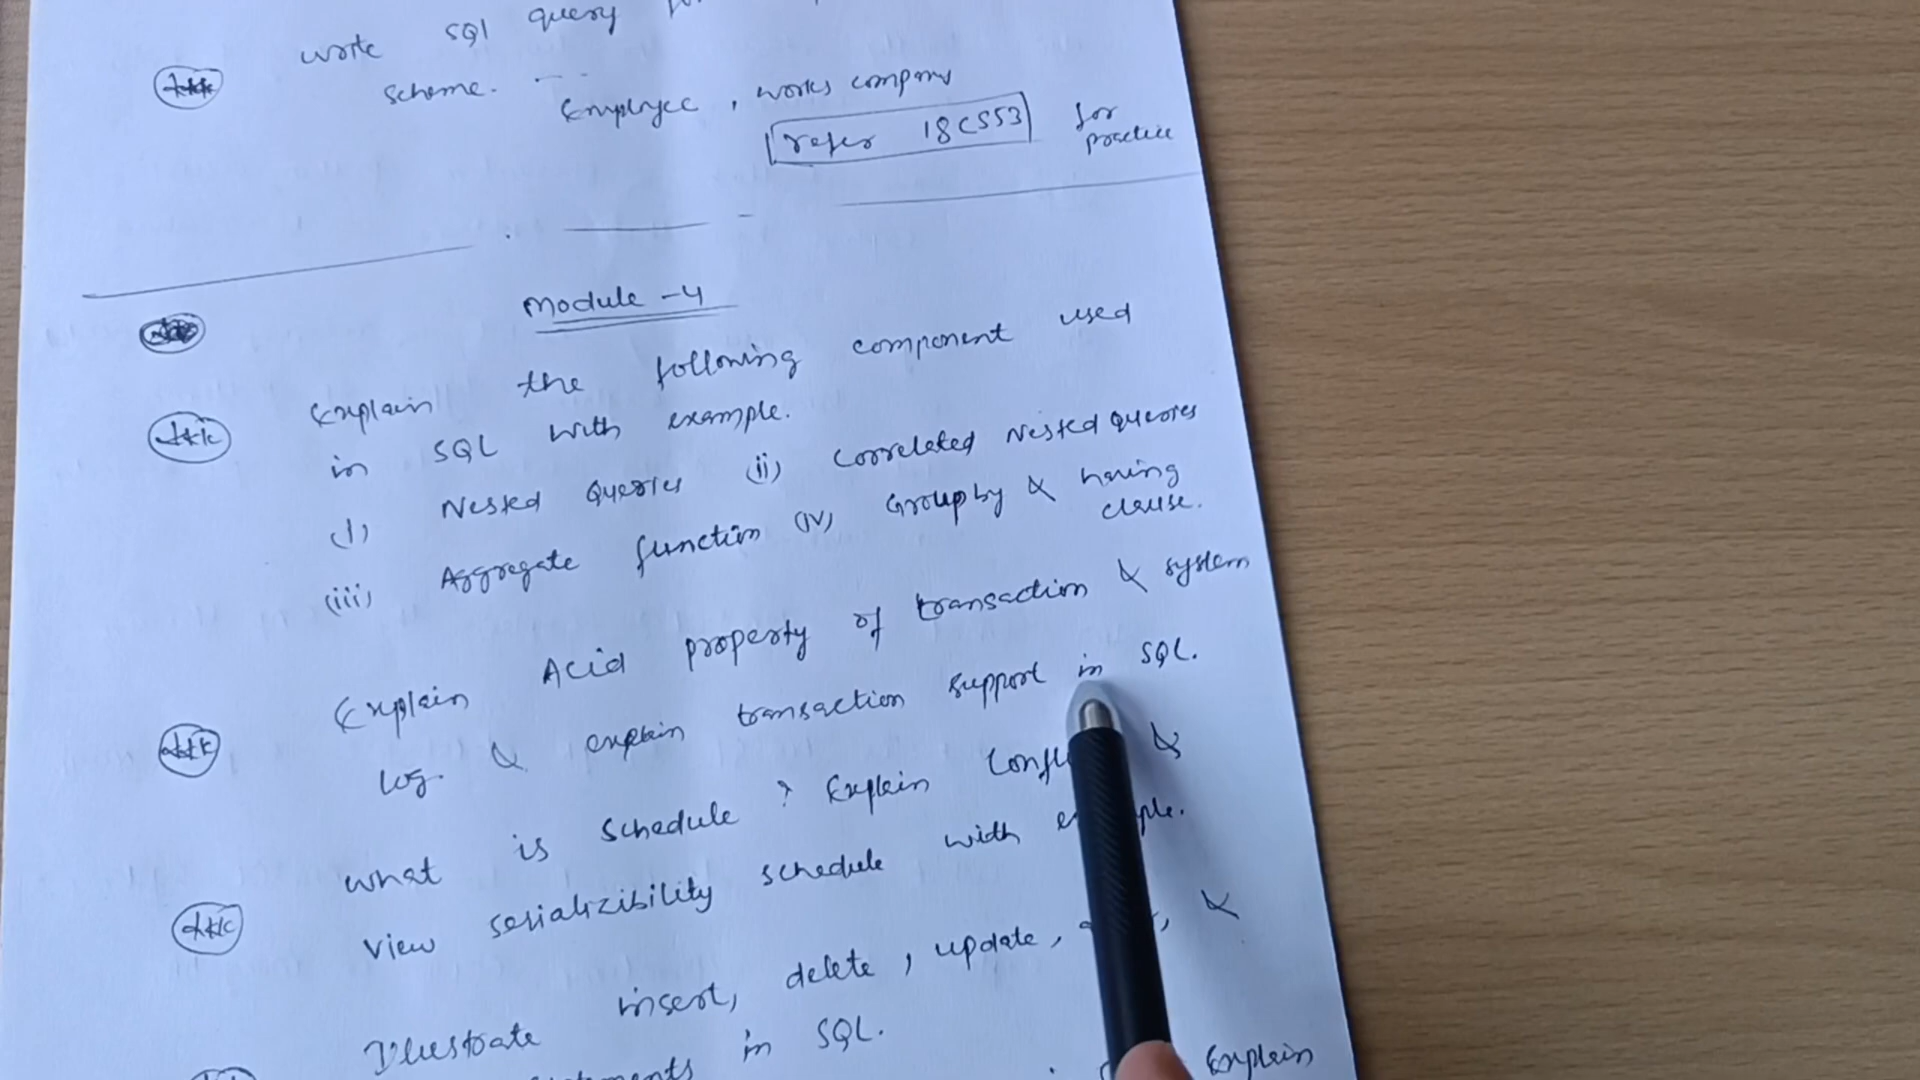 write SQL query
scheme. --
Employee, works company
refer 18CS53 for
practice
Module -4
Explain the following component used
in SQL with example.
(I) Nested Queries (ii) correlated Nested Queries
(iii) Aggregate function (IV) Group by & having
clause.
Explain Acid property of transaction & system
log. & explain transaction support in SQL.
what is schedule? Explain &
view serializibility schedule with
Illustrate insert, delete, update, &
in SQL.
Explain